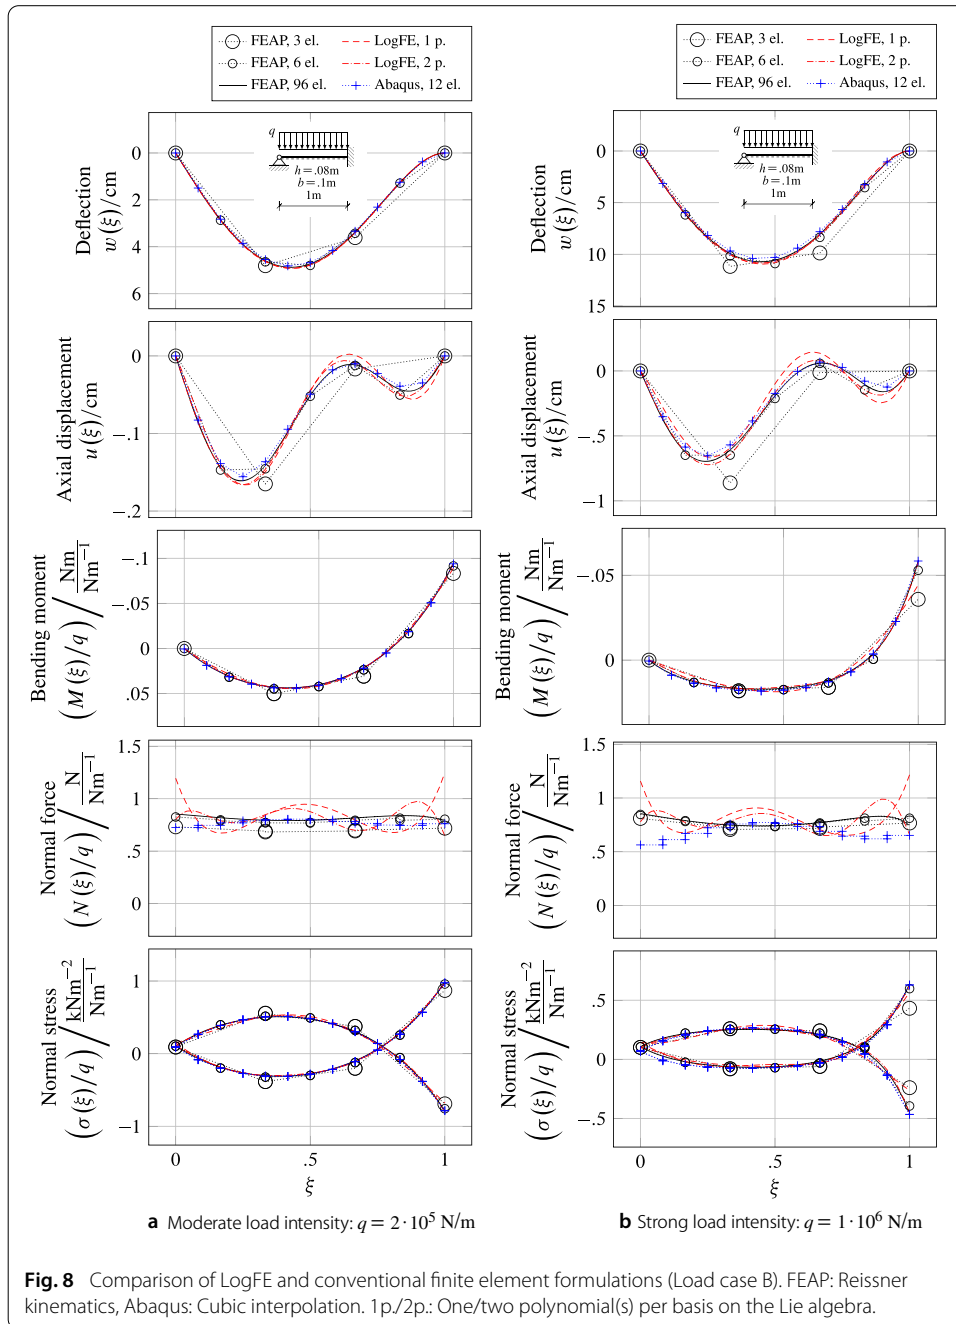 FEAP, 3 el. LogFE, 1 p.
FEAP, 6 el. LogFE, 2 p.
FEAP, 96 el. Abaqus, 12 el.
FEAP, 3 el. LogFE, 1 p.
FEAP, 6 el. LogFE, 2 p.
FEAP, 96 el. Abaqus, 12 el.
Deflection
w(ξ)/cm
0
2
4
6
q
h = .08m
b = .1m
1m
Deflection
w(ξ)/cm
0
5
10
15
q
h = .08m
b = .1m
1m
Axial displacement
u(ξ)/cm
0
−.1
−.2
Axial displacement
u(ξ)/cm
0
−.5
−1
Bending moment
(M(ξ)/q) / Nm/Nm⁻¹
−.1
−.05
0
.05
Bending moment
(M(ξ)/q) / Nm/Nm⁻¹
−.05
0
Normal force
(N(ξ)/q) / N/Nm⁻¹
1.5
1
.5
0
Normal force
(N(ξ)/q) / N/Nm⁻¹
1.5
1
.5
0
Normal stress
(σ(ξ)/q) / kNm⁻²/Nm⁻¹
1
0
−1
0 .5 1
ξ
Normal stress
(σ(ξ)/q) / kNm⁻²/Nm⁻¹
.5
0
−.5
0 .5 1
ξ
a Moderate load intensity: q = 2·10⁵ N/m
b Strong load intensity: q = 1·10⁶ N/m
Fig. 8 Comparison of LogFE and conventional finite element formulations (Load case B). FEAP: Reissner
kinematics, Abaqus: Cubic interpolation. 1p./2p.: One/two polynomial(s) per basis on the Lie algebra.